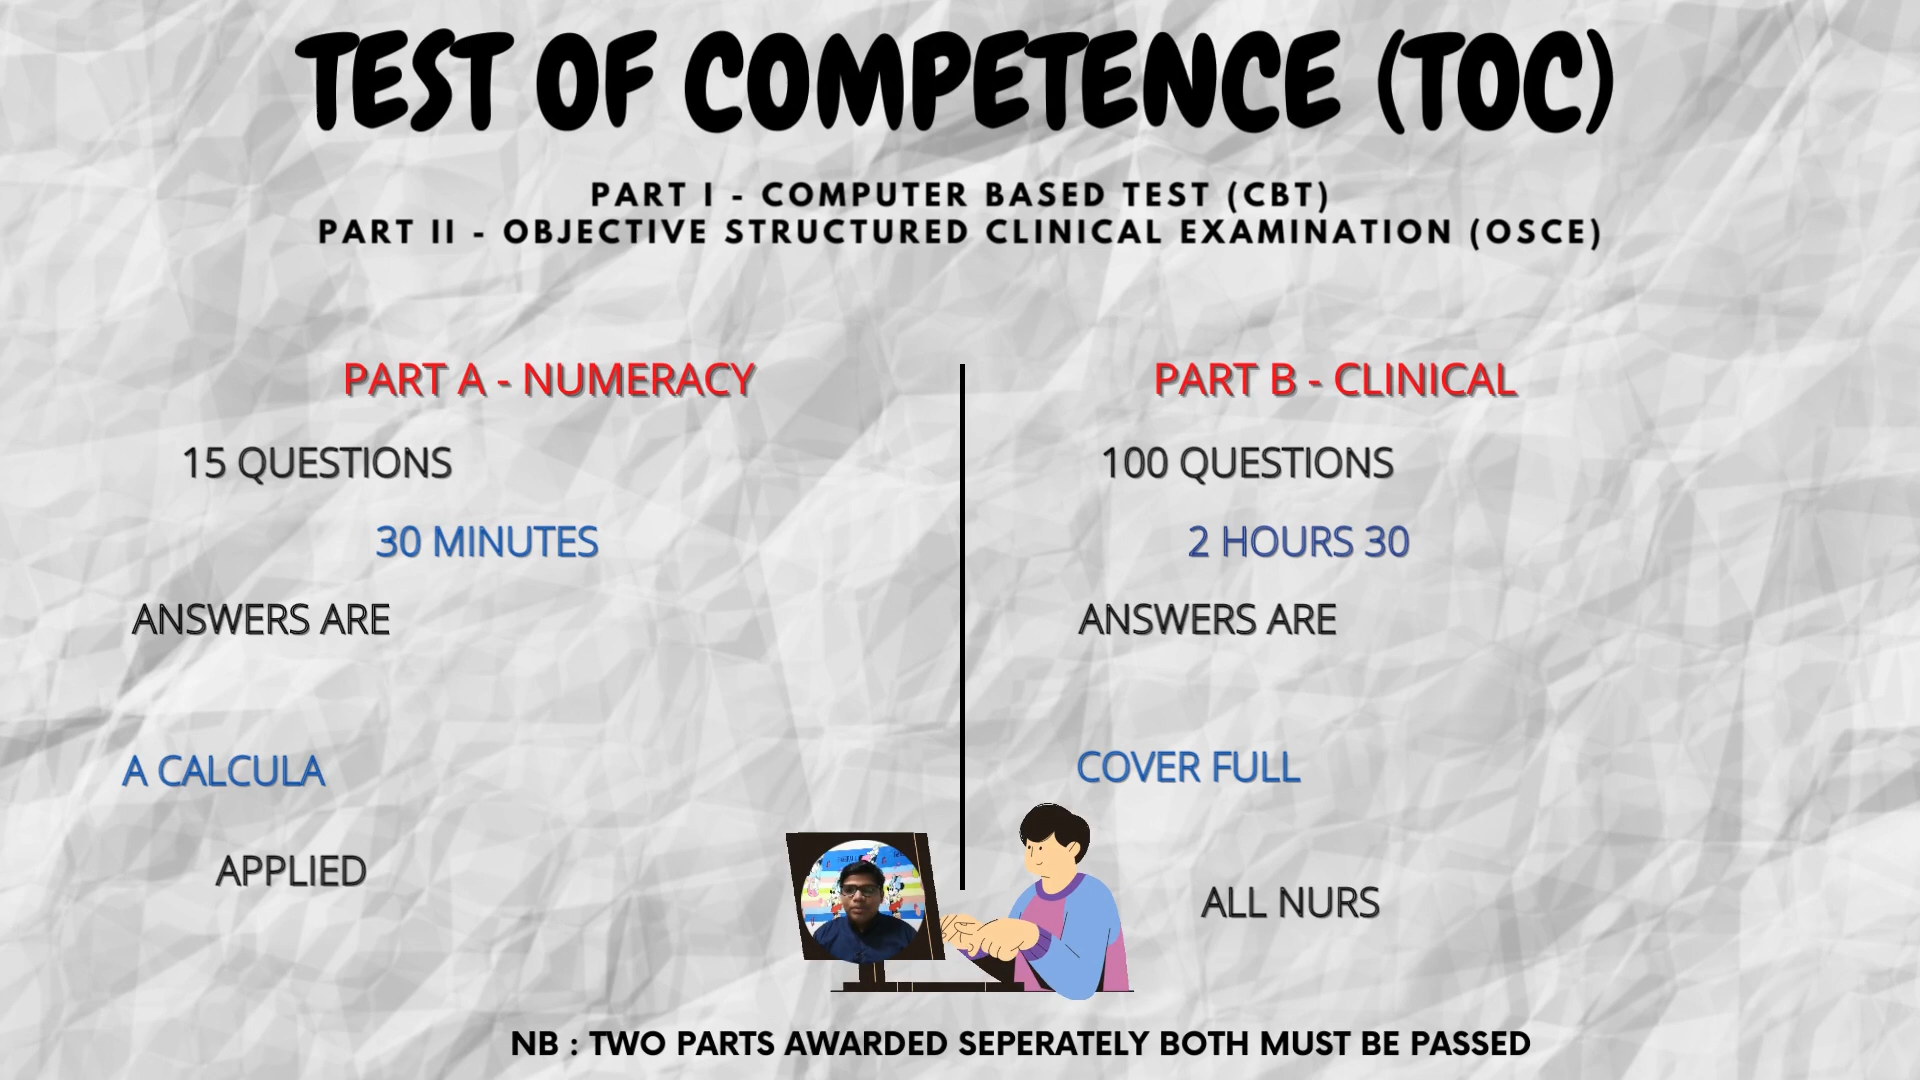 TEST OF COMPETENCE (TOC)
PART I - COMPUTER BASED TEST (CBT)
PART II - OBJECTIVE STRUCTURED CLINICAL EXAMINATION (OSCE)
PART A - NUMERACY
15 QUESTIONS
30 MINUTES
ANSWERS ARE
A CALCULA
APPLIED
PART B - CLINICAL
100 QUESTIONS
2 HOURS 30
ANSWERS ARE
COVER FULL
ALL NURS
NB : TWO PARTS AWARDED SEPERATELY BOTH MUST BE PASSED